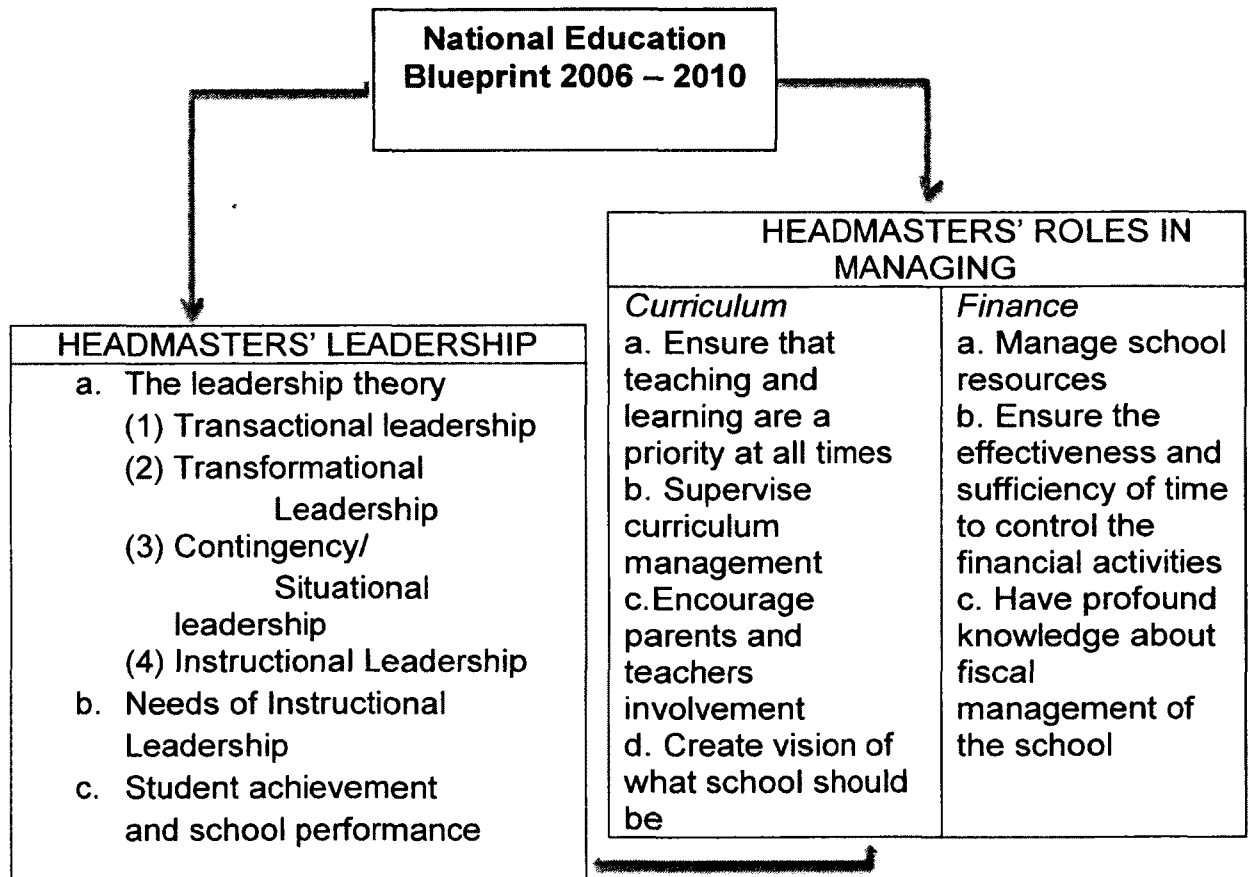 National Education
Blueprint 2006 – 2010
HEADMASTERS' LEADERSHIP
a. The leadership theory
(1) Transactional leadership
(2) Transformational
Leadership
(3) Contingency/
Situational
leadership
(4) Instructional Leadership
b. Needs of Instructional
Leadership
c. Student achievement
and school performance
HEADMASTERS' ROLES IN
MANAGING
Curriculum
a. Ensure that
teaching and
learning are a
priority at all times
b. Supervise
curriculum
management
c.Encourage
parents and
teachers
involvement
d. Create vision of
what school should
be
Finance
a. Manage school
resources
b. Ensure the
effectiveness and
sufficiency of time
to control the
financial activities
c. Have profound
knowledge about
fiscal
management of
the school